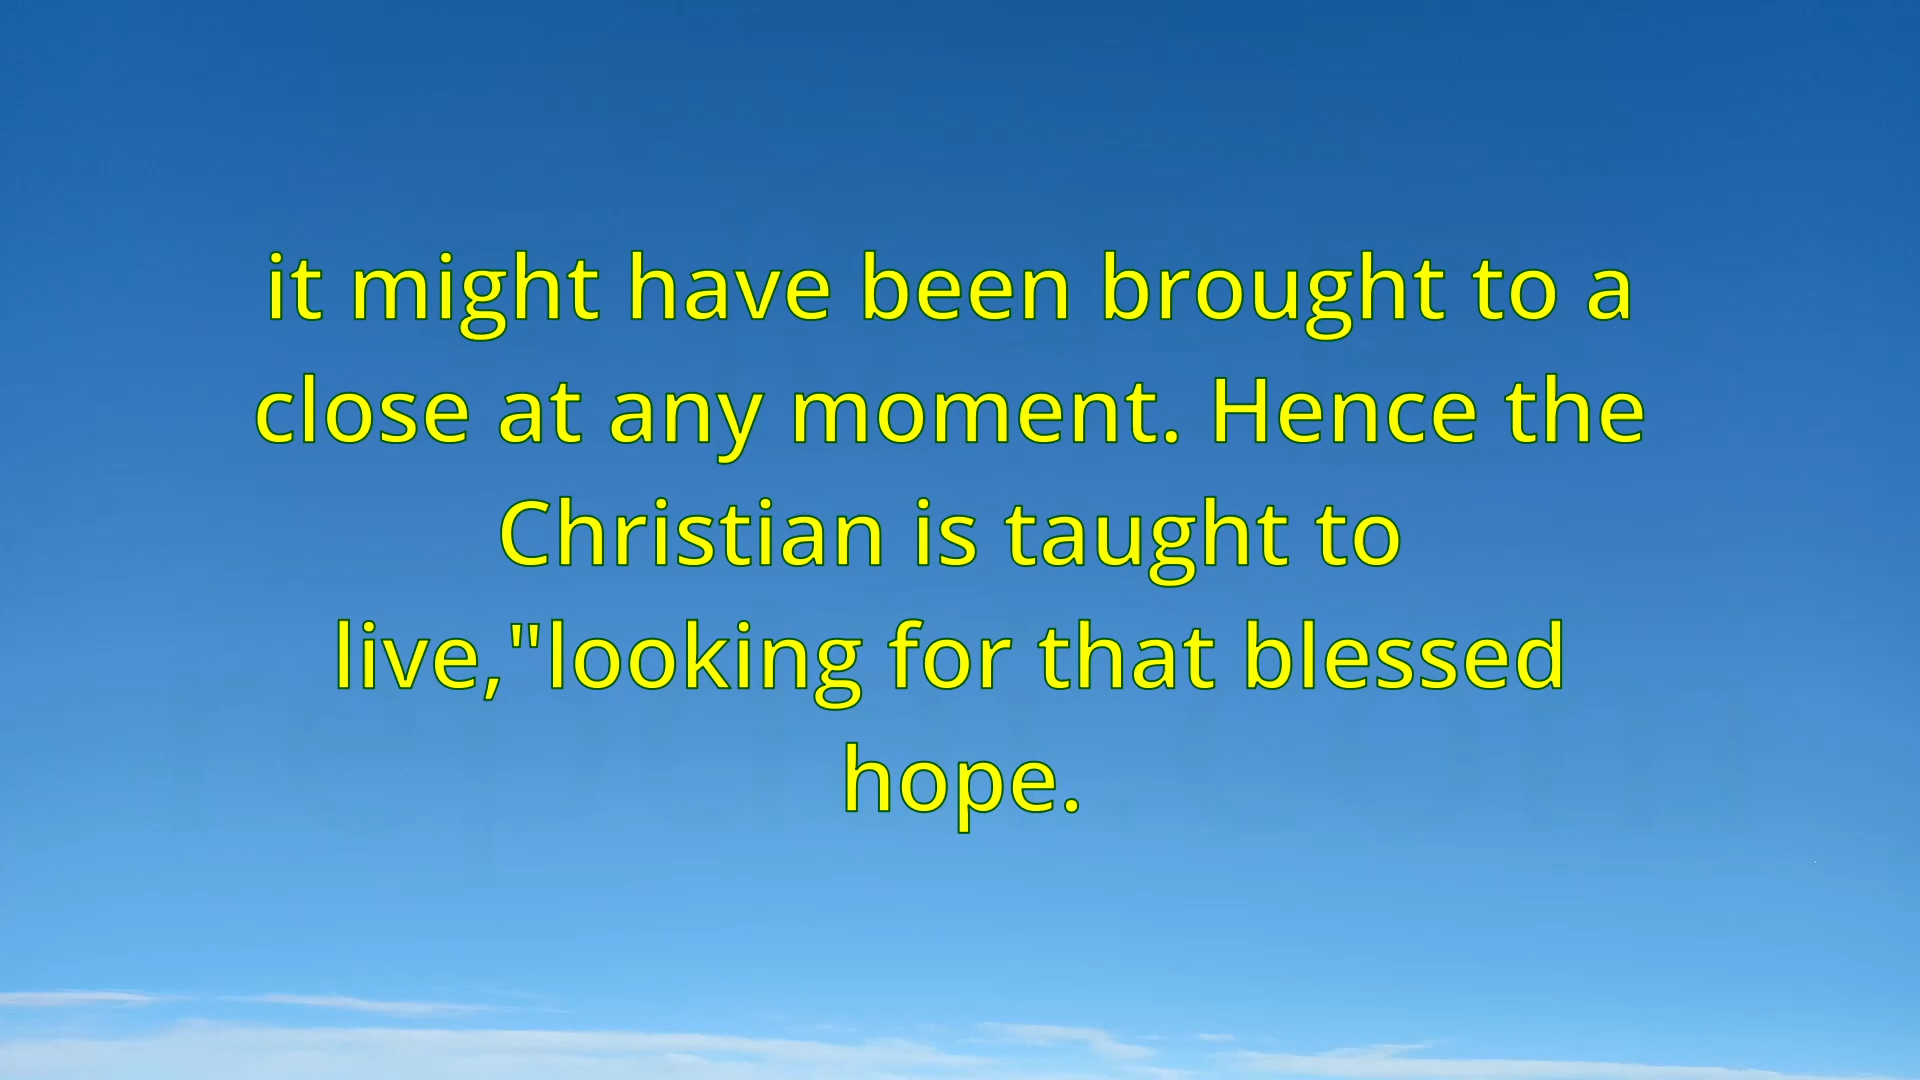 it might have been brought to a
close at any moment. Hence the
Christian is taught to
live,"looking for that blessed
hope.